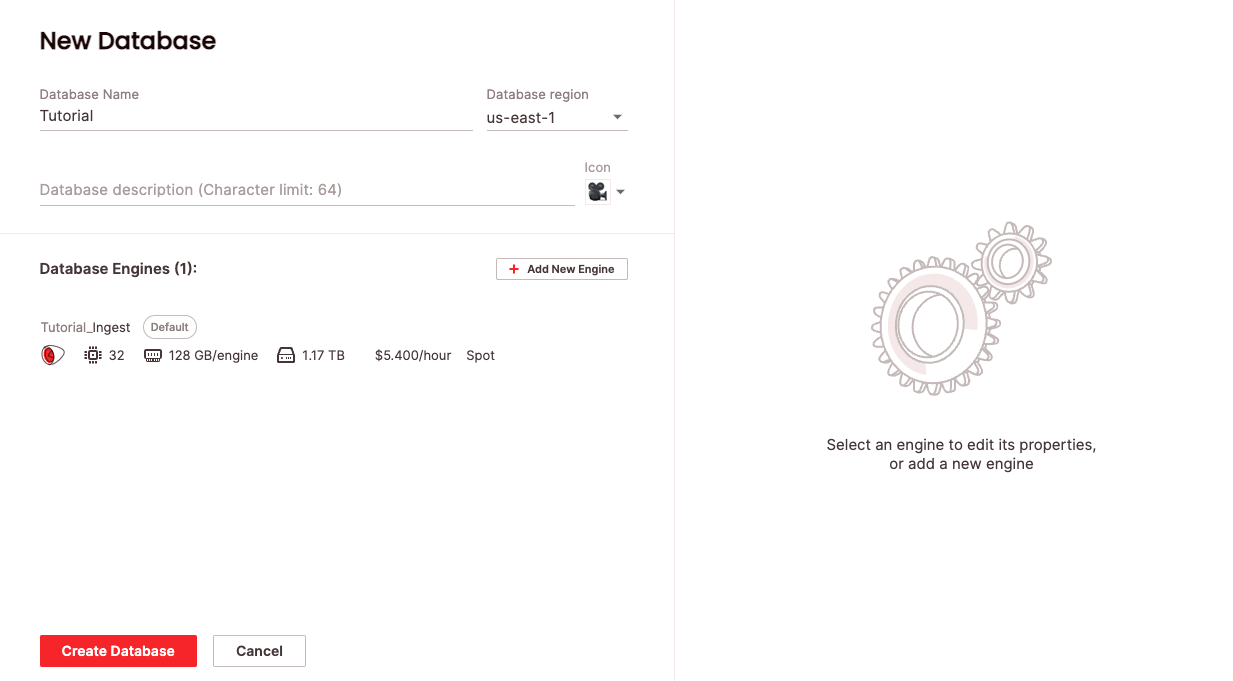 New Database
Database Name
Database region
Tutorial
us-east-1
Icon
Database description (Character limit: 64)
Database Engines (1):
+ Add New Engine
Tutorial_Ingest Default
32 128 GB/engine 1.17 TB $5.400/hour Spot
Select an engine to edit its properties,
or add a new engine
Create Database
Cancel